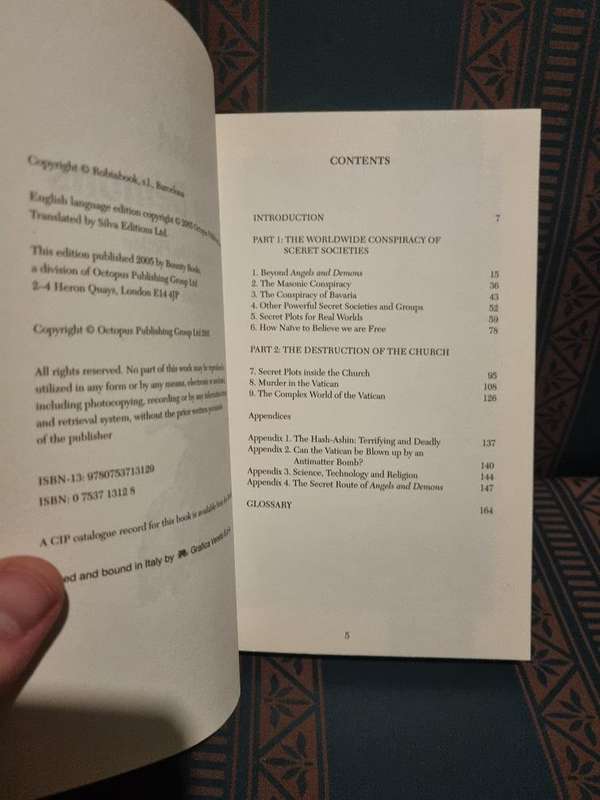 Copyright © Robinbook, s.l., Barcelona
English language edition copyright © 2005 Octopus
Translated by Silva Editions Ltd.
This edition published 2005 by Bounty Books,
a division of Octopus Publishing Group Ltd
2–4 Heron Quays, London E14 4JP
Copyright © Octopus Publishing Group Ltd
All rights reserved. No part of this work may be
utilized in any form or by any means, electronic or
including photocopying, recording or by any information
and retrieval system, without the prior written
of the publisher
ISBN-13: 9780753713129
ISBN: 0 7537 1312 8
A CIP catalogue record for this book is available from the
ed and bound in Italy by Grafica Veneta
CONTENTS
INTRODUCTION 7
PART 1: THE WORLDWIDE CONSPIRACY OF
SCERET SOCIETIES
1. Beyond Angels and Demons 15
2. The Masonic Conspiracy 36
3. The Conspiracy of Bavaria 43
4. Other Powerful Secret Societies and Groups 52
5. Secret Plots for Real Worlds 59
6. How Naïve to Believe we are Free 78
PART 2: THE DESTRUCTION OF THE CHURCH
7. Secret Plots inside the Church 95
8. Murder in the Vatican 108
9. The Complex World of the Vatican 126
Appendices
Appendix 1. The Hash-Ashin: Terrifying and Deadly 137
Appendix 2. Can the Vatican be Blown up by an
Antimatter Bomb? 140
Appendix 3. Science, Technology and Religion 144
Appendix 4. The Secret Route of Angels and Demons 147
GLOSSARY 164
5